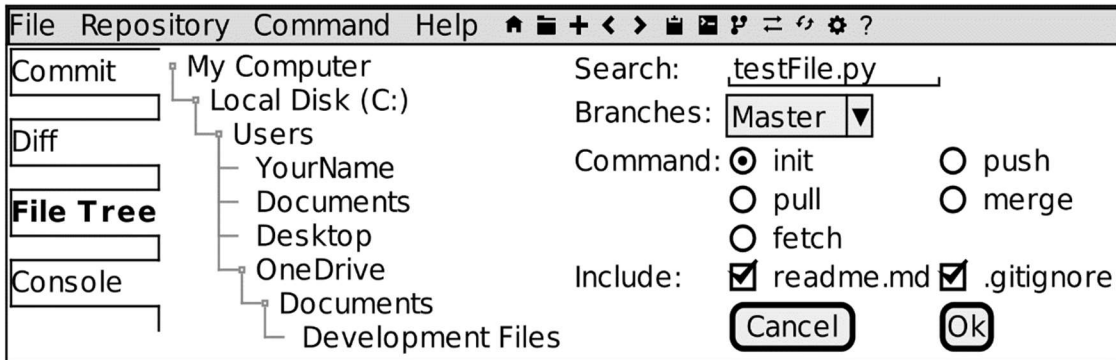 File Repository Command Help ?
Commit
Diff
File Tree
Console
My Computer
Local Disk (C:)
Users
YourName
Documents
Desktop
OneDrive
Documents
Development Files
Search: testFile.py
Branches: Master
Command: init push
pull merge
fetch
Include: readme.md .gitignore
Cancel Ok